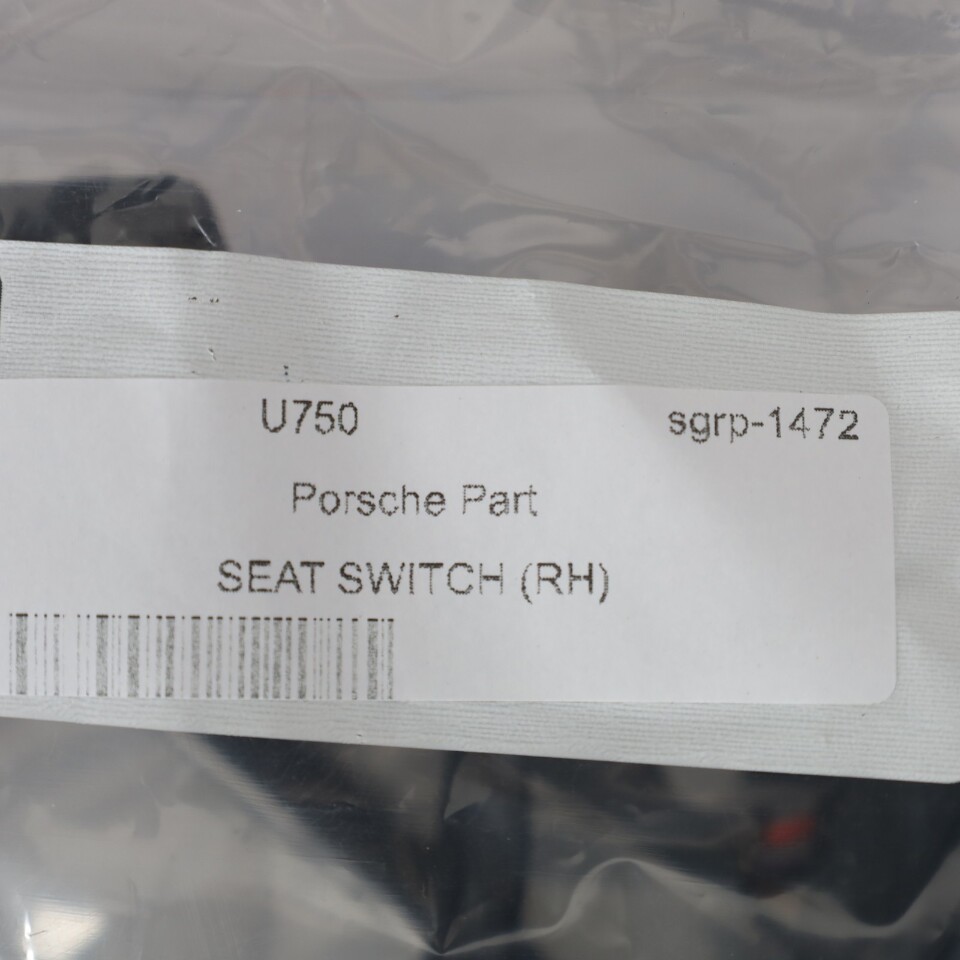 U750 sgrp-1472
Porsche Part
SEAT SWITCH (RH)